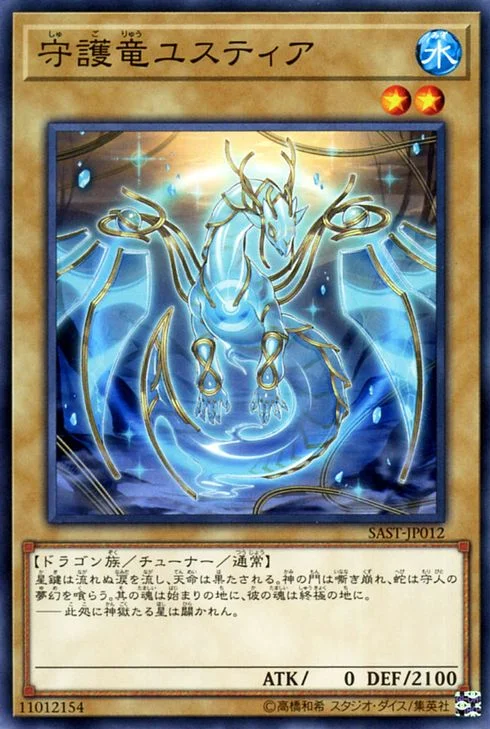 守護竜ユスティア
水
SAST-JP012
【ドラゴン族／チューナー／通常】
星鍵は流れぬ涙を流し、天命は果たされる。神の門は嘶き崩れ、蛇は守人の
夢幻を喰らう。其の魂は始まりの地に、彼の魂は終極の地に。
――此処に神獄たる星は闢かれん。
ATK/ 0 DEF/2100
11012154
©高橋和希 スタジオ・ダイス/集英社